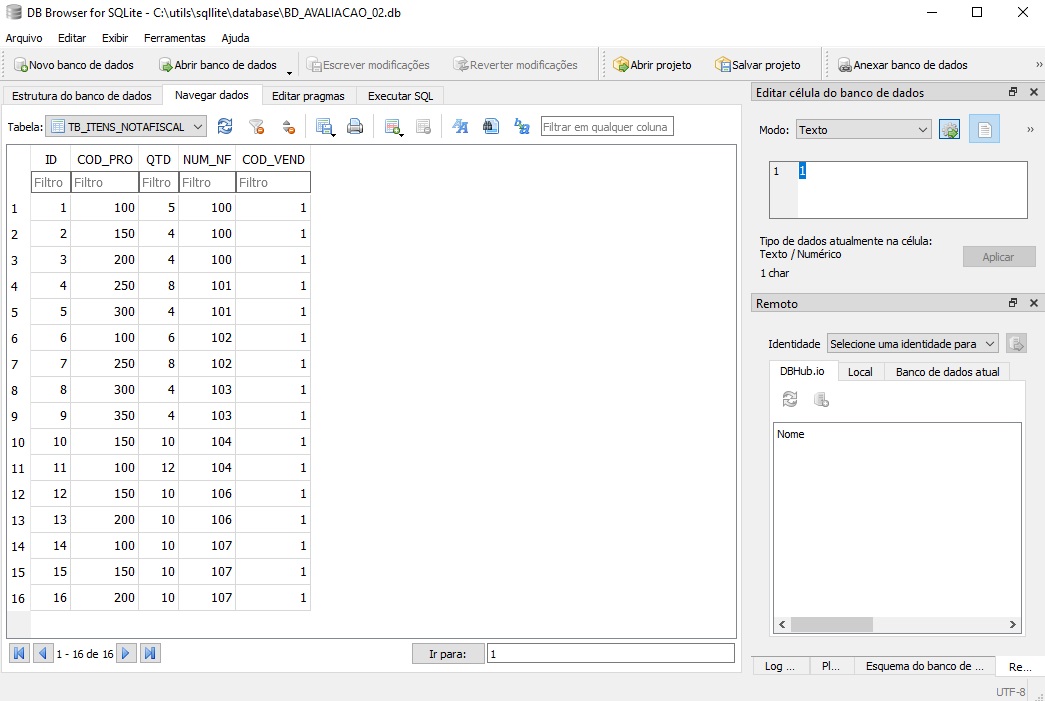 DB Browser for SQLite - C:\utils\sqllite\database\BD_AVALIACAO_02.db
Arquivo Editar Exibir Ferramentas Ajuda
Novo banco de dados Abrir banco de dados Escrever modificações Reverter modificações Abrir projeto Salvar projeto Anexar banco de dados »
Estrutura do banco de dados Navegar dados Editar pragmas Executar SQL
Tabela: TB_ITENS_NOTAFISCAL Filtrar em qualquer coluna
ID COD_PRO QTD NUM_NF COD_VEND
Filtro Filtro Filtro Filtro Filtro
1 1 100 5 100 1
2 2 150 4 100 1
3 3 200 4 100 1
4 4 250 8 101 1
5 5 300 4 101 1
6 6 100 6 102 1
7 7 250 8 102 1
8 8 300 4 103 1
9 9 350 4 103 1
10 10 150 10 104 1
11 11 100 12 104 1
12 12 150 10 106 1
13 13 200 10 106 1
14 14 100 10 107 1
15 15 150 10 107 1
16 16 200 10 107 1
1 - 16 de 16 Ir para: 1
Editar célula do banco de dados
Modo: Texto »
1 1
Tipo de dados atualmente na célula:
Texto / Numérico
1 char
Aplicar
Remoto
Identidade Selecione uma identidade para
DBHub.io Local Banco de dados atual
Nome
Log ... Pl... Esquema do banco de ... Re...
UTF-8